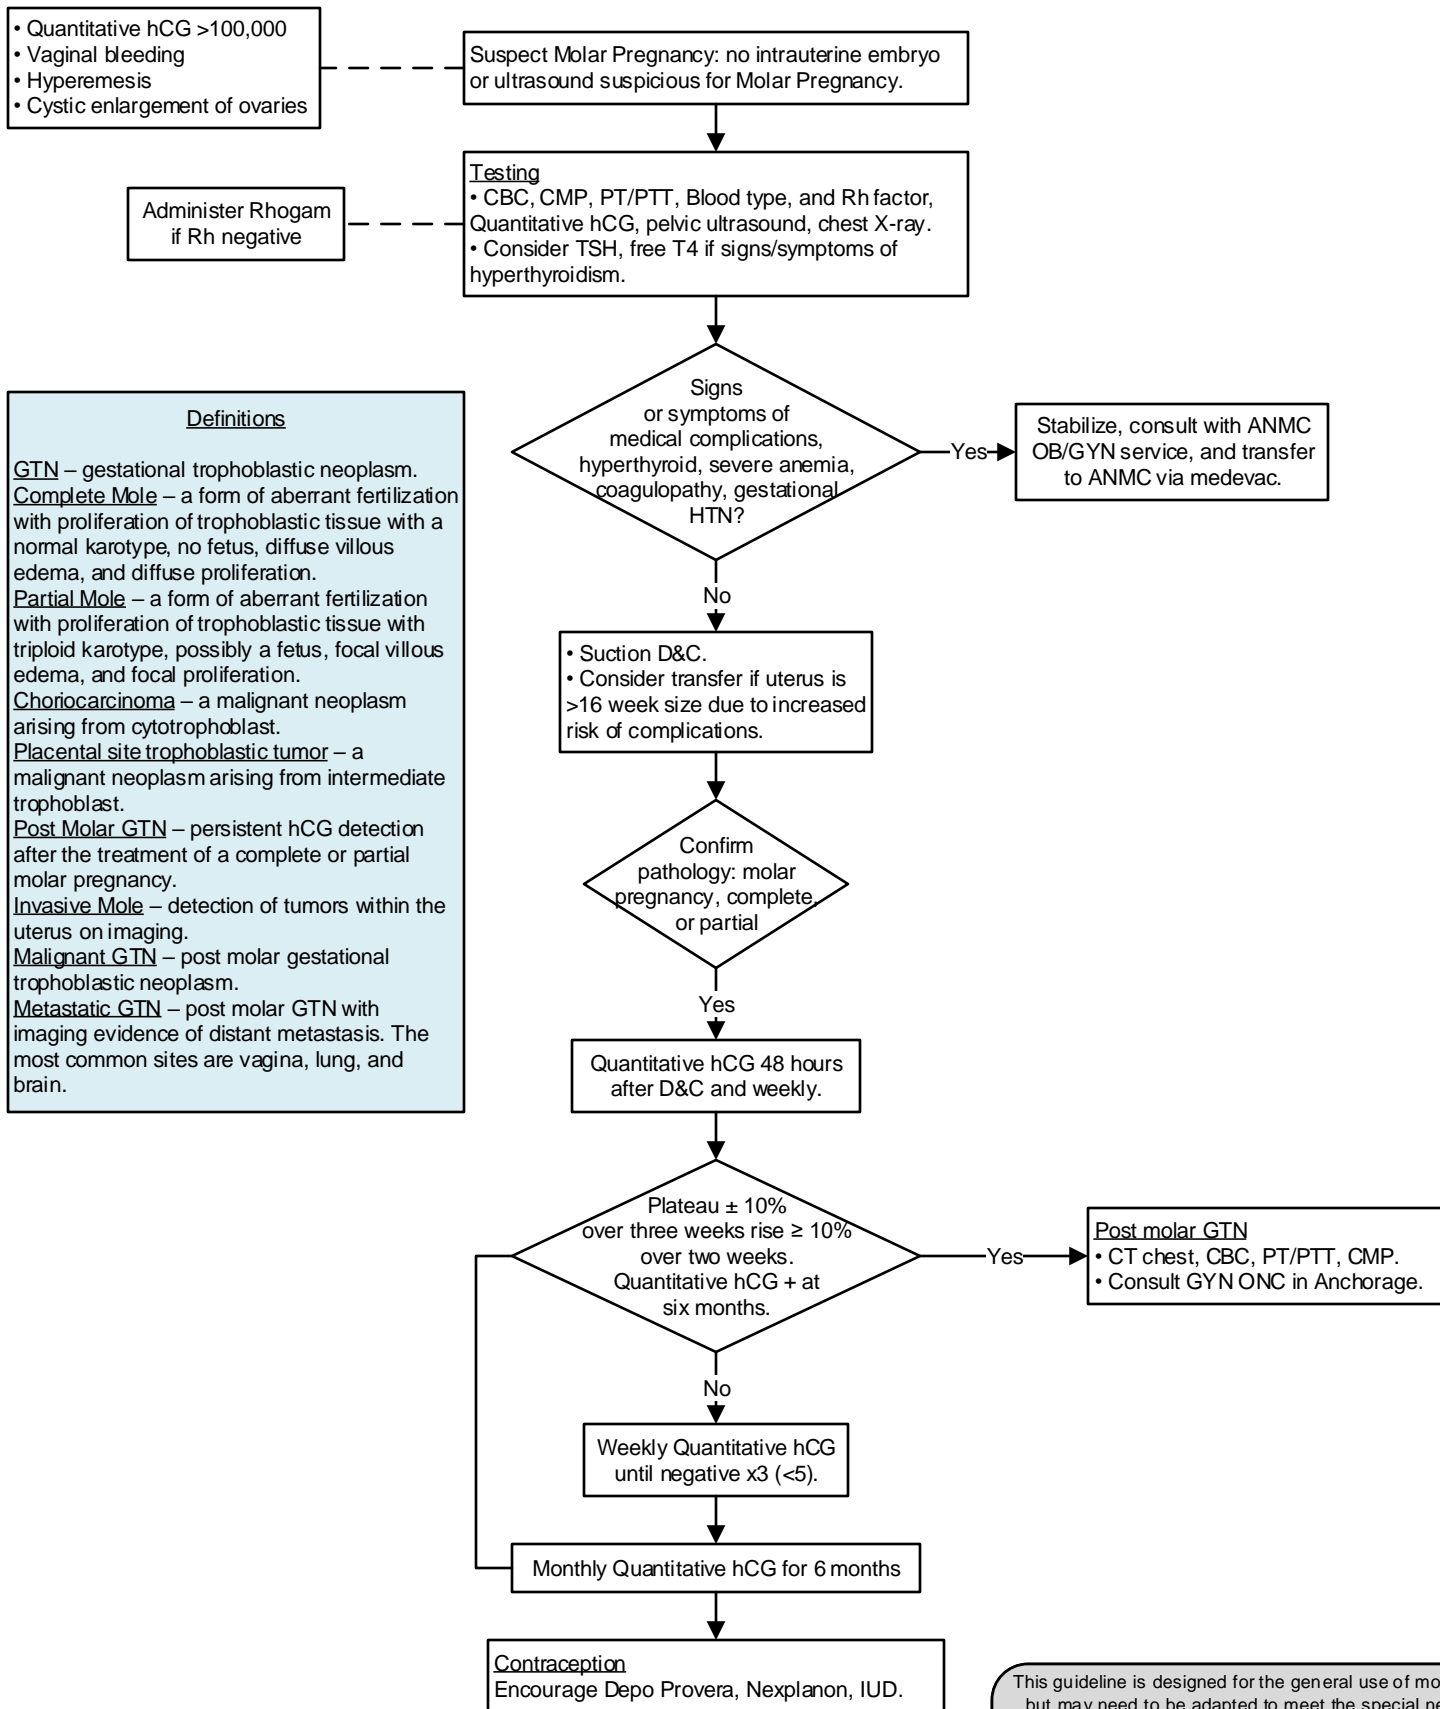 • Quantitative hCG >100,000
• Vaginal bleeding
• Hyperemesis
• Cystic enlargement of ovaries
Suspect Molar Pregnancy: no intrauterine embryo
or ultrasound suspicious for Molar Pregnancy.
Testing
• CBC, CMP, PT/PTT, Blood type, and Rh factor,
Quantitative hCG, pelvic ultrasound, chest X-ray.
• Consider TSH, free T4 if signs/symptoms of
hyperthyroidism.
Administer Rhogam
if Rh negative
Signs
or symptoms of
medical complications,
hyperthyroid, severe anemia,
coagulopathy, gestational
HTN?
Yes
Stabilize, consult with ANMC
OB/GYN service, and transfer
to ANMC via medevac.
Definitions
GTN – gestational trophoblastic neoplasm.
Complete Mole – a form of aberrant fertilization
with proliferation of trophoblastic tissue with a
normal karotype, no fetus, diffuse villous
edema, and diffuse proliferation.
Partial Mole – a form of aberrant fertilization
with proliferation of trophoblastic tissue with
triploid karotype, possibly a fetus, focal villous
edema, and focal proliferation.
Choriocarcinoma – a malignant neoplasm
arising from cytotrophoblast.
Placental site trophoblastic tumor – a
malignant neoplasm arising from intermediate
trophoblast.
Post Molar GTN – persistent hCG detection
after the treatment of a complete or partial
molar pregnancy.
Invasive Mole – detection of tumors within the
uterus on imaging.
Malignant GTN – post molar gestational
trophoblastic neoplasm.
Metastatic GTN – post molar GTN with
imaging evidence of distant metastasis. The
most common sites are vagina, lung, and
brain.
No
• Suction D&C.
• Consider transfer if uterus is
>16 week size due to increased
risk of complications.
Confirm
pathology: molar
pregnancy, complete,
or partial
Yes
Quantitative hCG 48 hours
after D&C and weekly.
Plateau ± 10%
over three weeks rise ≥ 10%
over two weeks.
Quantitative hCG + at
six months.
Yes
Post molar GTN
• CT chest, CBC, PT/PTT, CMP.
• Consult GYN ONC in Anchorage.
No
Weekly Quantitative hCG
until negative x3 (<5).
Monthly Quantitative hCG for 6 months
Contraception
Encourage Depo Provera, Nexplanon, IUD.
This guideline is designed for the general use of mo
but may need to be adapted to meet the special ne